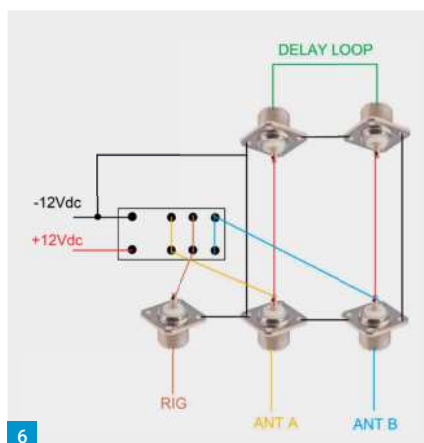 DELAY LOOP
-12Vdc
+12Vdc
RIG
ANT A
ANT B
6